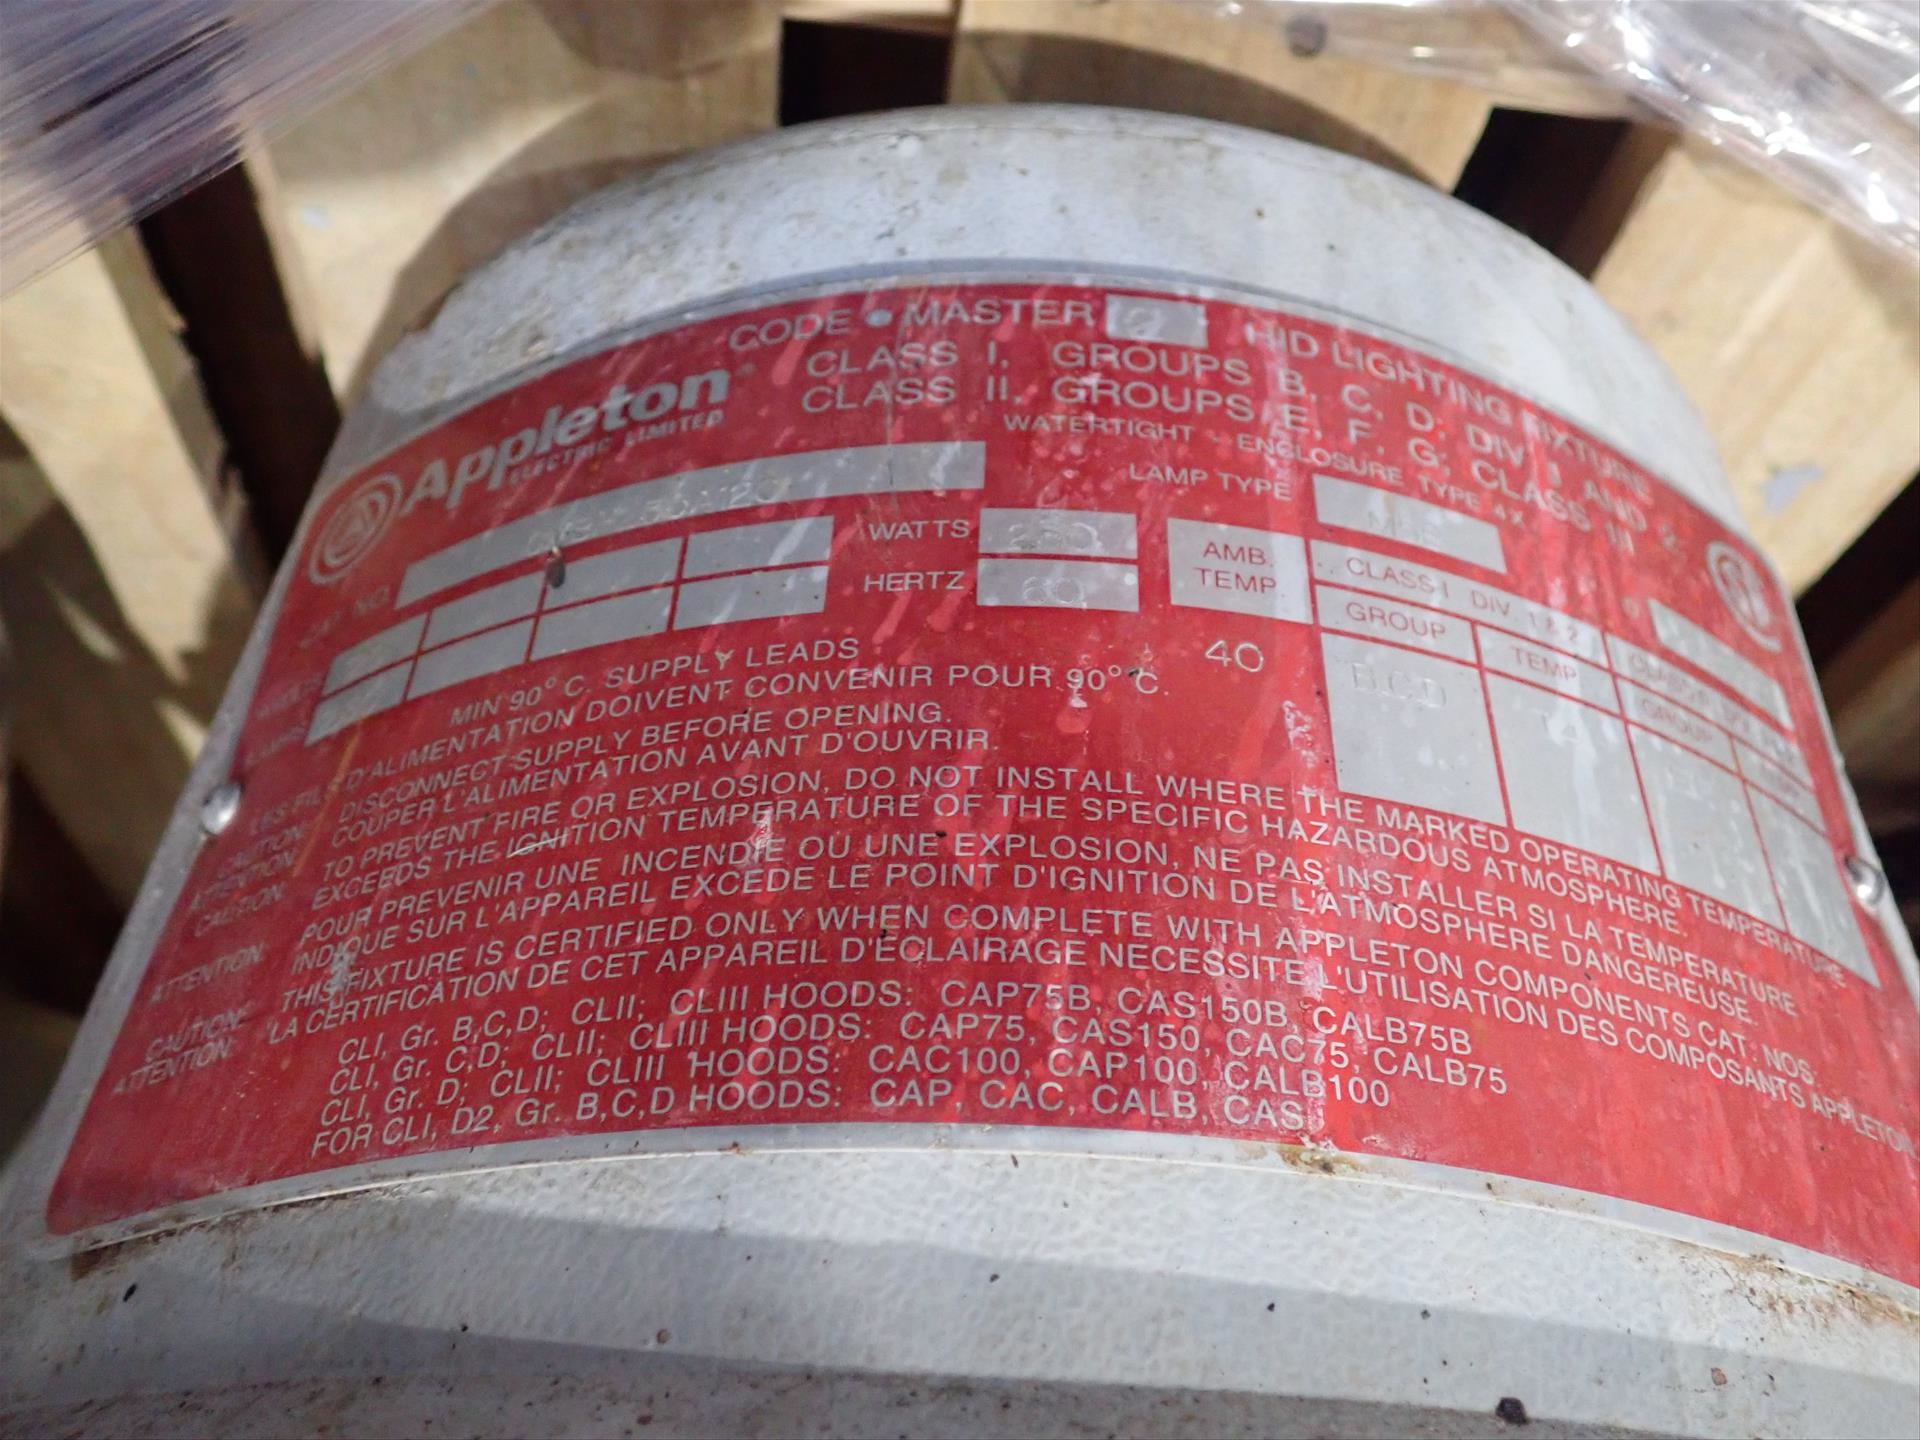 CODE • MASTER 2 HID LIGHTING FIXTURE
CLASS I, GROUPS B, C, D; DIV. 1 AND 2
CLASS II, GROUPS E, F, G; CLASS III
WATERTIGHT - ENCLOSURE TYPE 4X
Appleton
ELECTRIC LIMITED
CAT. NO.
LAMP TYPE
WATTS 250
HERTZ 60
AMB. TEMP
40
CLASS I DIV. 1 & 2
GROUP TEMP GROUP
B.C.D
MIN 90° C. SUPPLY LEADS
LES FILS D'ALIMENTATION DOIVENT CONVENIR POUR 90° C.
CAUTION: DISCONNECT SUPPLY BEFORE OPENING.
ATTENTION: COUPER L'ALIMENTATION AVANT D'OUVRIR.
CAUTION: TO PREVENT FIRE OR EXPLOSION, DO NOT INSTALL WHERE THE MARKED OPERATING TEMPERATURE
EXCEEDS THE IGNITION TEMPERATURE OF THE SPECIFIC HAZARDOUS ATMOSPHERE.
ATTENTION: POUR PREVENIR UNE INCENDIE OU UNE EXPLOSION, NE PAS INSTALLER SI LA TEMPERATURE
INDIQUE SUR L'APPAREIL EXCEDE LE POINT D'IGNITION DE L'ATMOSPHERE DANGEREUSE.
CAUTION: THIS FIXTURE IS CERTIFIED ONLY WHEN COMPLETE WITH APPLETON COMPONENTS CAT. NOS.
ATTENTION: LA CERTIFICATION DE CET APPAREIL D'ECLAIRAGE NECESSITE L'UTILISATION DES COMPOSANTS APPLETON
CLI, Gr. B,C,D; CLII; CLIII HOODS: CAP75B, CAS150B, CALB75B
CLI, Gr. C,D; CLII; CLIII HOODS: CAP75, CAS150, CAC75, CALB75
CLI, Gr. D; CLII; CLIII HOODS: CAC100, CAP100, CALB100
FOR CLI, D2, Gr. B,C,D HOODS: CAP, CAC, CALB, CAS